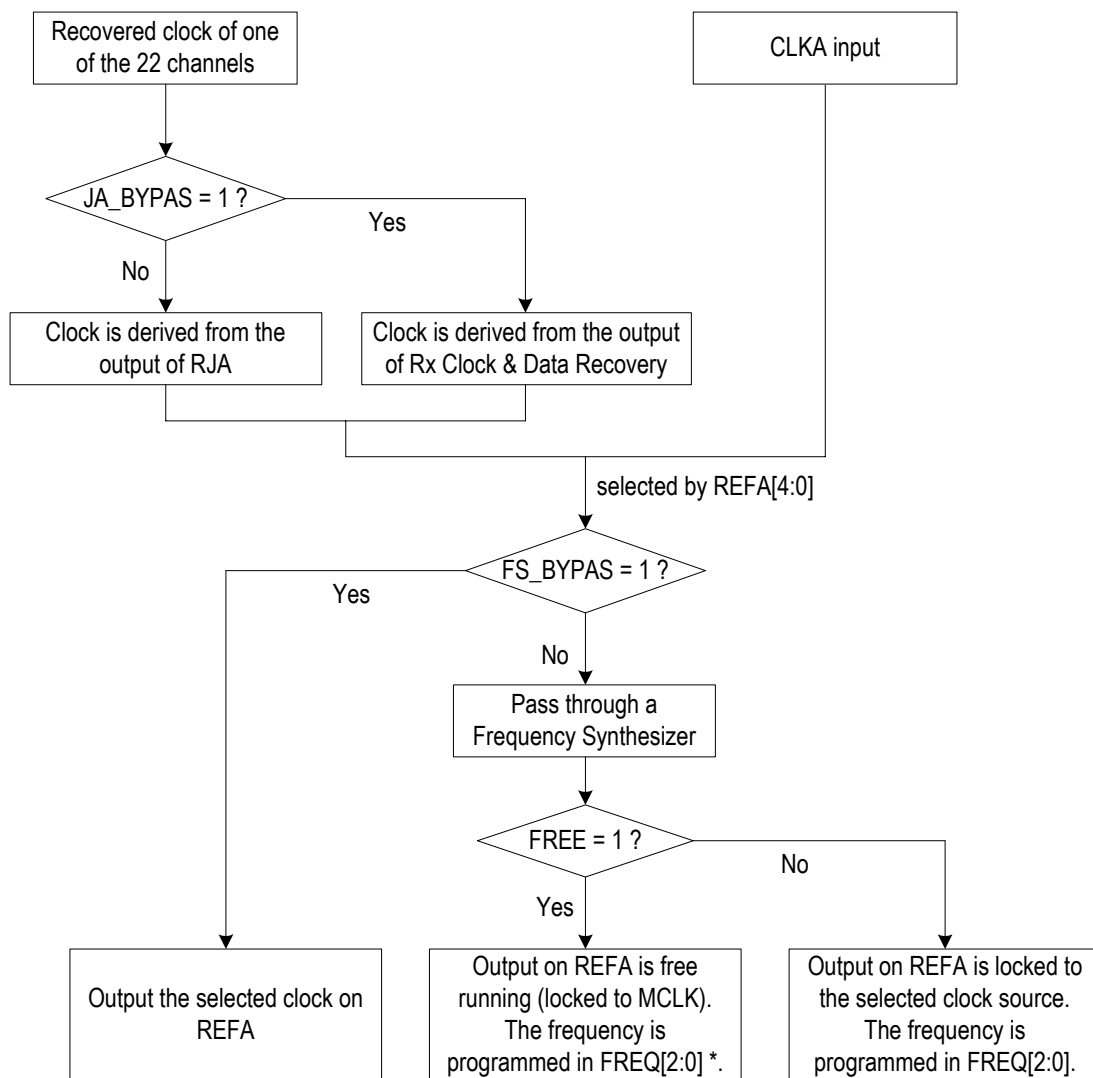 Recovered clock of one
of the 22 channels
CLKA input
JA_BYPAS = 1 ?
Yes
No
Clock is derived from the
output of RJA
Clock is derived from the output
of Rx Clock & Data Recovery
selected by REFA[4:0]
FS_BYPAS = 1 ?
Yes
No
Pass through a
Frequency Synthesizer
FREE = 1 ?
No
Yes
Output the selected clock on
REFA
Output on REFA is free
running (locked to MCLK).
The frequency is
programmed in FREQ[2:0] *.
Output on REFA is locked to
the selected clock source.
The frequency is
programmed in FREQ[2:0].